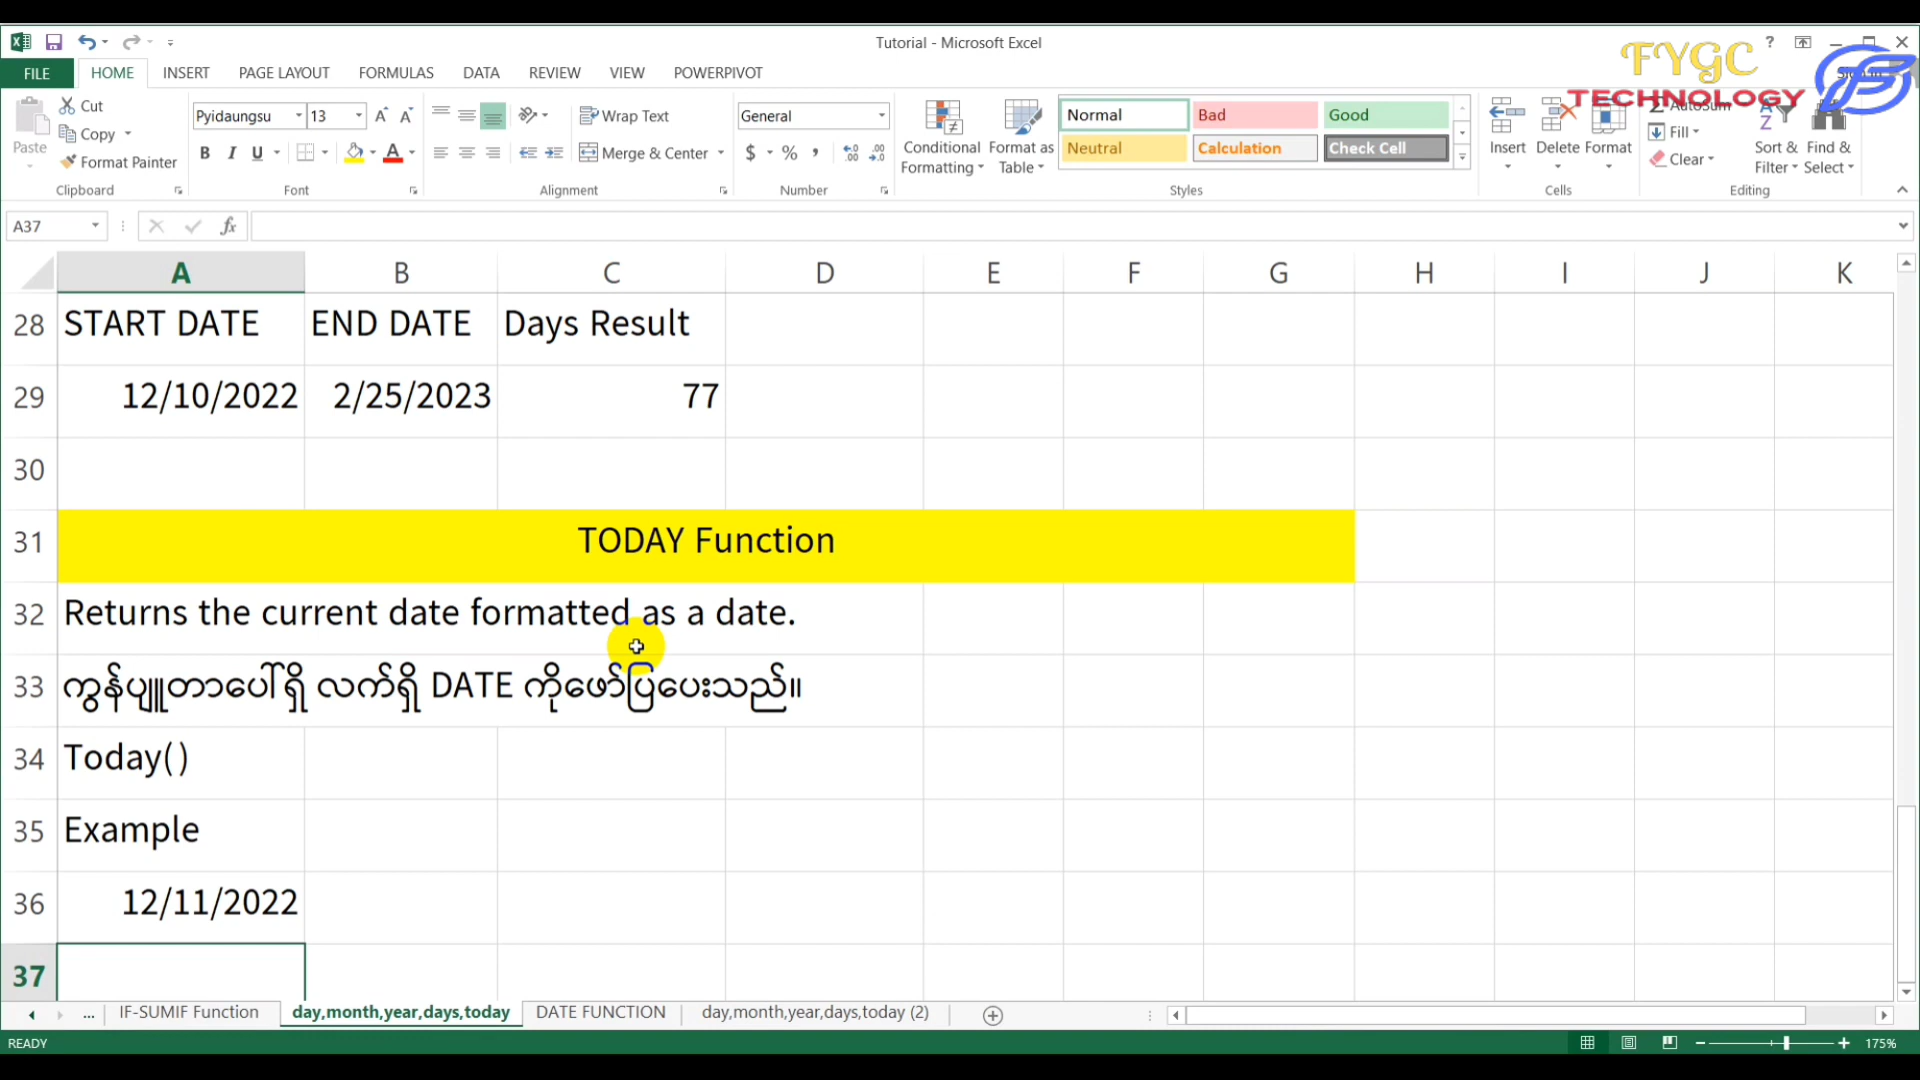 Tutorial - Microsoft Excel
?
FYGC
TECHNOLOGY
FILE HOME INSERT PAGE LAYOUT FORMULAS DATA REVIEW VIEW POWERPIVOT
Paste
Cut
Copy
Format Painter
Clipboard
Pyidaungsu 13
B I U
Font
Wrap Text
Merge & Center
Alignment
General
$ % ,
Number
Conditional Formatting
Format as Table
Normal Bad Good
Neutral Calculation Check Cell
Styles
Insert Delete Format
Cells
AutoSum
Fill
Clear
Sort & Filter
Find & Select
Editing
A37 fx
A B C D E F G H I J K
28 START DATE END DATE Days Result
29 12/10/2022 2/25/2023 77
30
31 TODAY Function
32 Returns the current date formatted as a date.
33 ကွန်ပျူတာပေါ်ရှိ လက်ရှိ DATE ကိုဖော်ပြပေးသည်။
34 Today()
35 Example
36 12/11/2022
37
... IF-SUMIF Function day,month,year,days,today DATE FUNCTION day,month,year,days,today (2)
READY 175%